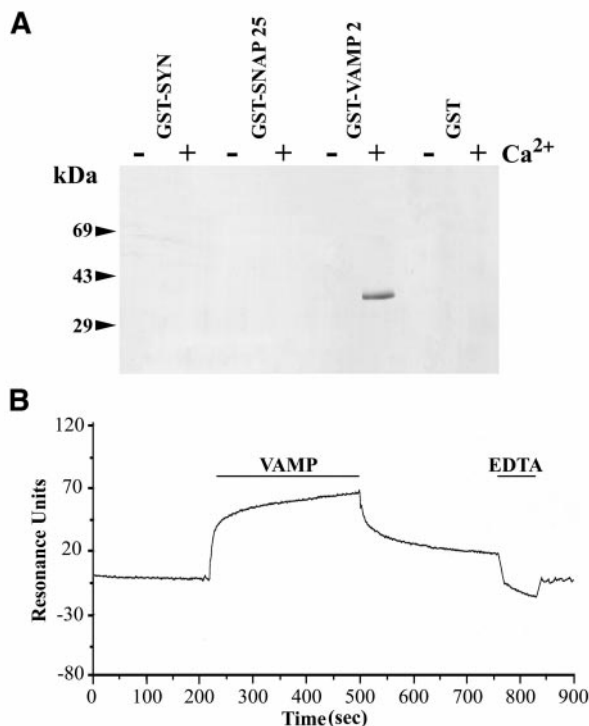 A
GST-SYN
GST-SNAP 25
GST-VAMP 2
GST
- + - + - + - + Ca2+
kDa
69
43
29
B
120
70
20
-30
-80
Resonance Units
VAMP
EDTA
0 100 200 300 400 500 600 700 800 900
Time (sec)